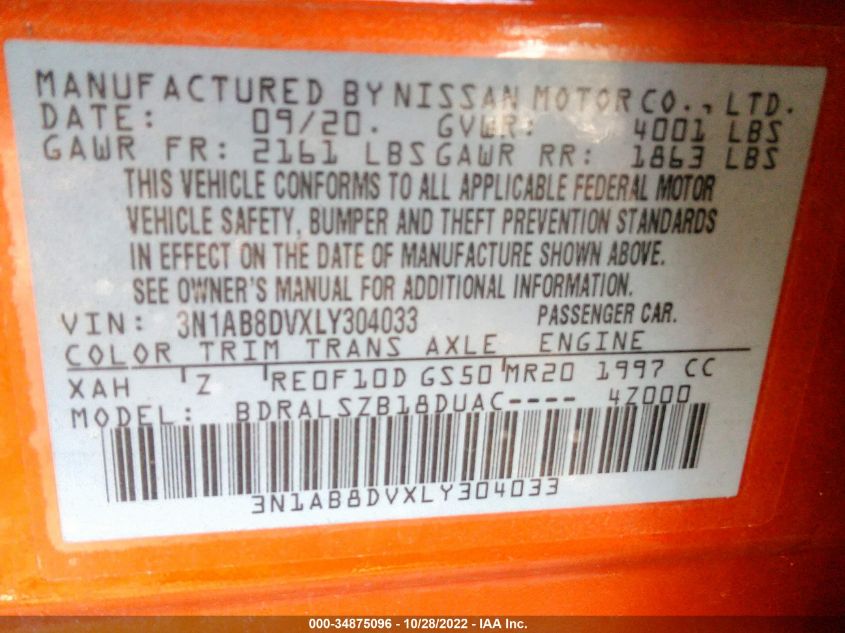 MANUFACTURED BY NISSAN MOTOR CO., LTD.
DATE: 09/20. GVWR: 4001 LBS
GAWR FR: 2161 LBS GAWR RR: 1863 LBS
THIS VEHICLE CONFORMS TO ALL APPLICABLE FEDERAL MOTOR
VEHICLE SAFETY, BUMPER AND THEFT PREVENTION STANDARDS
IN EFFECT ON THE DATE OF MANUFACTURE SHOWN ABOVE.
SEE OWNER'S MANUAL FOR ADDITIONAL INFORMATION.
VIN: 3N1AB8DVXLY304033 PASSENGER CAR.
COLOR TRIM TRANS AXLE ENGINE
XAH Z RE0F10D GS50 MR20 1997 CC
MODEL: BDRALSZB18DUAC---- 4Z000
3N1AB8DVXLY304033
000-34875096 - 10/28/2022 - IAA Inc.